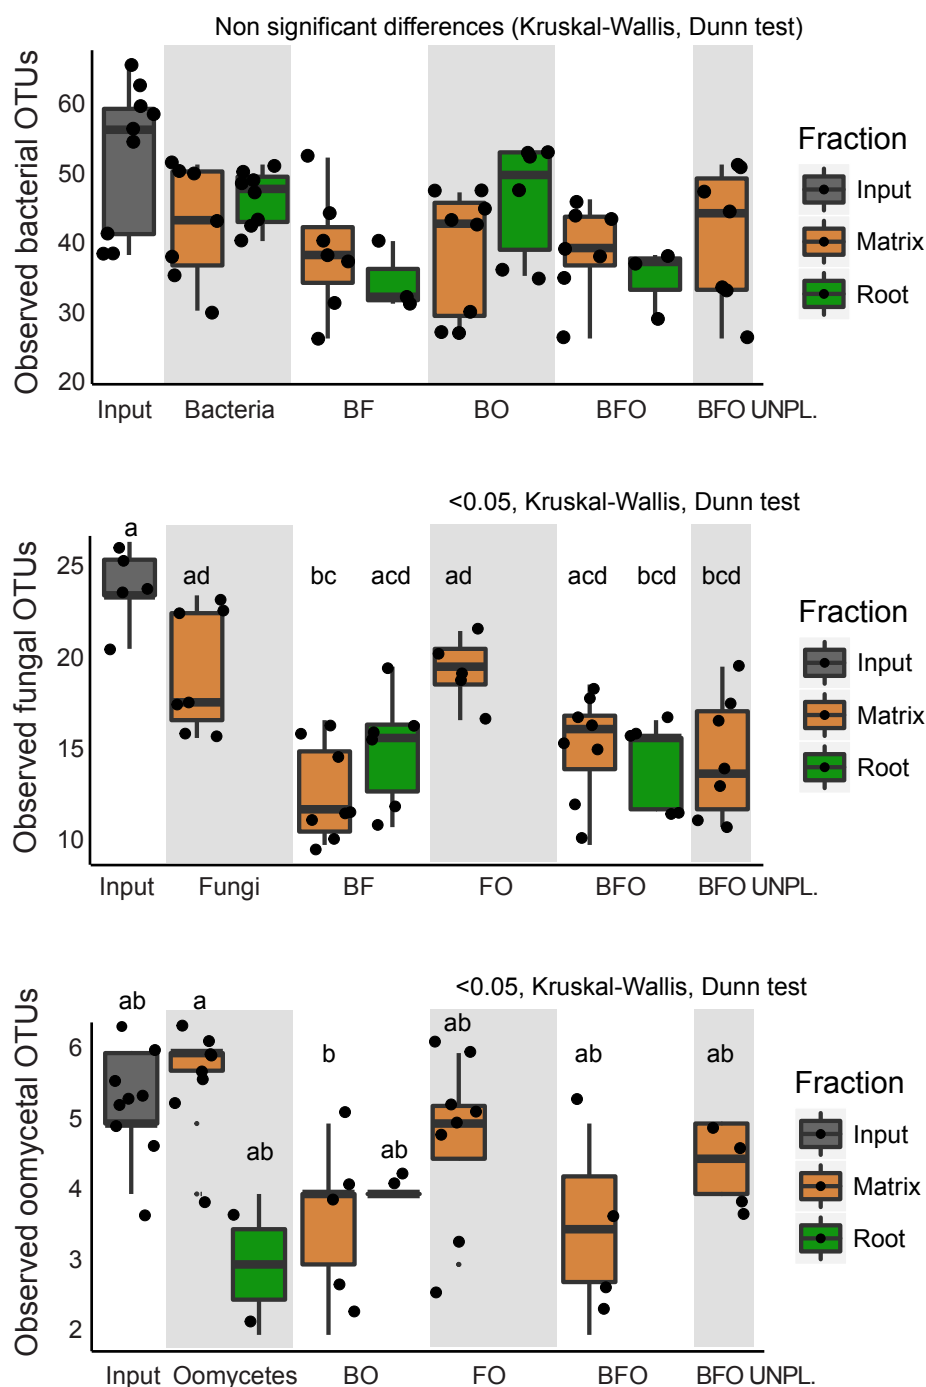 Non significant differences (Kruskal-Wallis, Dunn test)
Observed bacterial OTUs
60
50
40
30
20
Input Bacteria BF BO BFO BFO UNPL.
Fraction
Input
Matrix
Root
<0.05, Kruskal-Wallis, Dunn test
Observed fungal OTUs
25
20
15
10
a ad bc acd ad acd bcd bcd
Input Fungi BF FO BFO BFO UNPL.
Fraction
Input
Matrix
Root
<0.05, Kruskal-Wallis, Dunn test
Observed oomycetal OTUs
6
5
4
3
2
ab a ab b ab ab ab ab
Input Oomycetes BO FO BFO BFO UNPL.
Fraction
Input
Matrix
Root